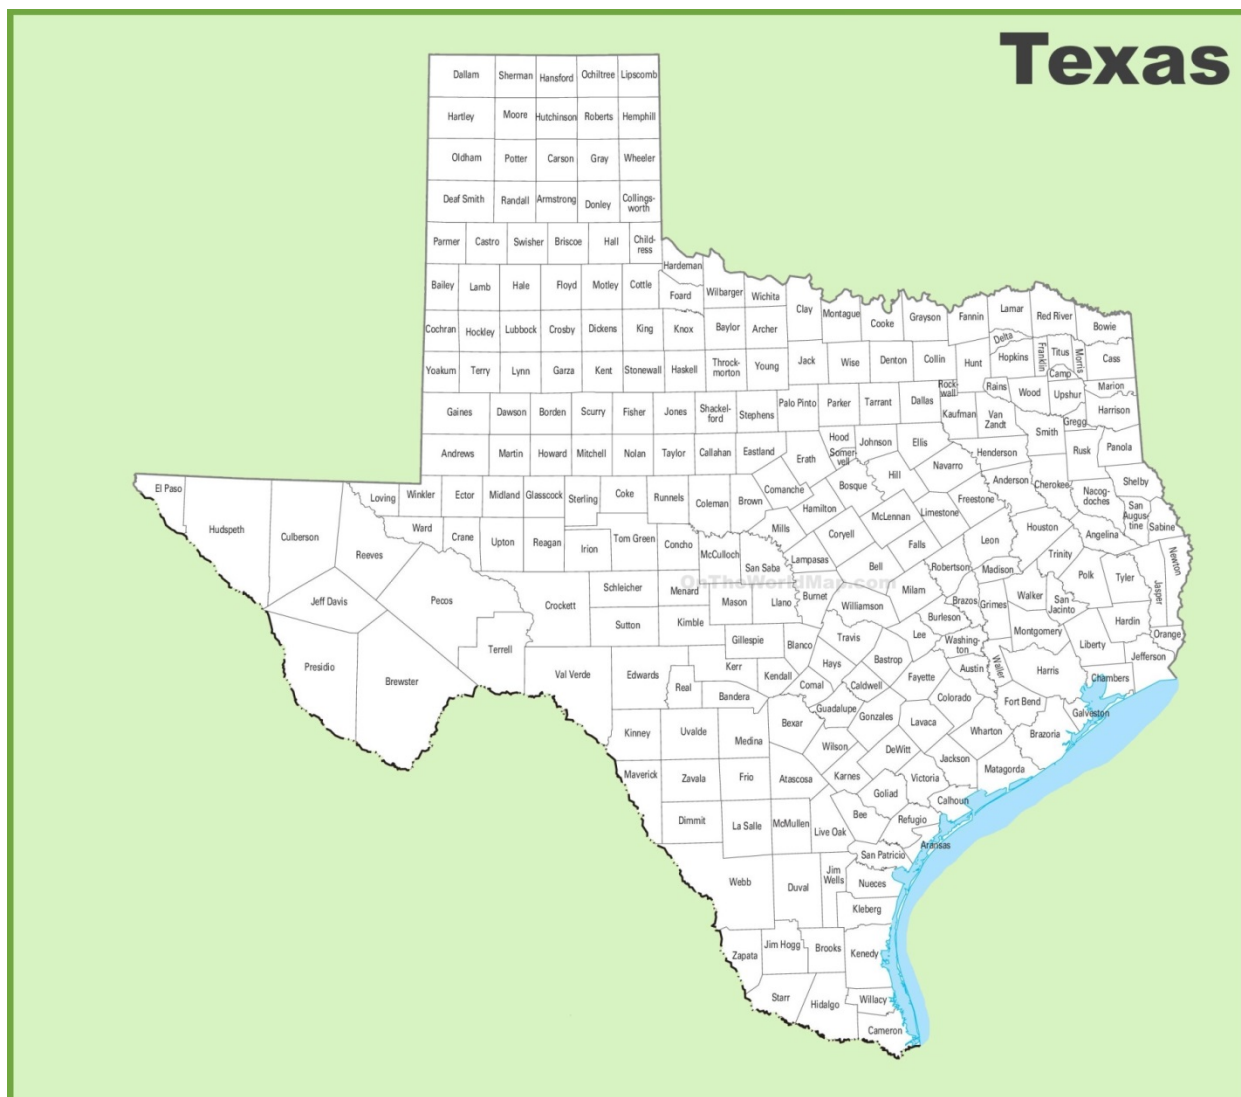 Texas
Dallam Sherman Hansford Ochiltree Lipscomb
Hartley Moore Hutchinson Roberts Hemphill
Oldham Potter Carson Gray Wheeler
Deaf Smith Randall Armstrong Donley Collings-
worth
Parmer Castro Swisher Briscoe Hall Child-
ress
Hardeman
Bailey Lamb Hale Floyd Motley Cottle Foard Wilbarger Wichita
Clay Montague Cooke Grayson Fannin Lamar Red River Bowie
Cochran Hockley Lubbock Crosby Dickens King Knox Baylor Archer
Delta
Yoakum Terry Lynn Garza Kent Stonewall Haskell Throck-
morton Young Jack Wise Denton Collin Hunt Hopkins Franklin Titus Morris Cass
Camp
Rock-
wall Rains Wood Upshur Marion
Gaines Dawson Borden Scurry Fisher Jones Shackel-
ford Stephens Palo Pinto Parker Tarrant Dallas Kaufman Van
Zandt Smith Gregg Harrison
Andrews Martin Howard Mitchell Nolan Taylor Callahan Eastland Erath Hood Somer-
vell Johnson Ellis Henderson Rusk Panola
El Paso Hudspeth Culberson Reeves Loving Winkler Ector Midland Glasscock Sterling Coke Runnels Coleman Brown Comanche Hamilton Bosque Hill Navarro Freestone Anderson Cherokee Nacog-
doches Shelby
San
Augus-
tine Sabine
Ward Crane Upton Reagan Irion Tom Green Concho McCulloch San Saba Mills Lampasas Coryell McLennan Limestone Falls Leon Houston Angelina Trinity
Jeff Davis Pecos Crockett Schleicher Menard Mason Llano Burnet Bell Milam Robertson Madison Walker San
Jacinto Polk Tyler Jasper Newton
OnTheWorldMap.com
Sutton Kimble Gillespie Blanco Williamson Travis Lee Burleson Brazos Grimes Washing-
ton Montgomery Liberty Hardin Orange
Presidio Brewster Terrell Val Verde Edwards Real Kerr Bandera Kendall Comal Hays Caldwell Bastrop Fayette Austin Waller Harris Chambers Jefferson
Kinney Uvalde Medina Bexar Guadalupe Gonzales Lavaca Colorado Wharton Fort Bend Brazoria Galveston
Maverick Zavala Frio Atascosa Wilson Karnes DeWitt Victoria Jackson Matagorda
Dimmit La Salle McMullen Live Oak Bee Goliad Refugio Calhoun
Aransas
San Patricio
Webb Duval Jim
Wells Nueces
Kleberg
Zapata Jim Hogg Brooks Kenedy
Starr Hidalgo Willacy
Cameron